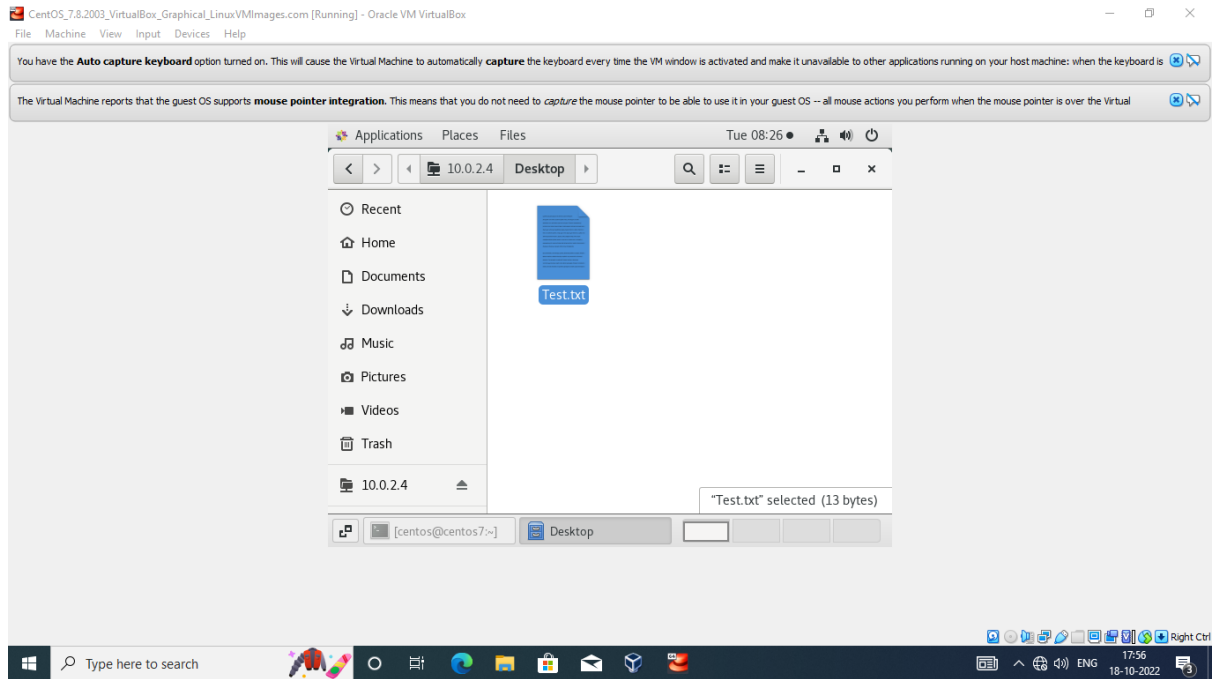 CentOS_7.8.2003_VirtualBox_Graphical_LinuxVMImages.com [Running] - Oracle VM VirtualBox
File Machine View Input Devices Help
You have the Auto capture keyboard option turned on. This will cause the Virtual Machine to automatically capture the keyboard every time the VM window is activated and make it unavailable to other applications running on your host machine: when the keyboard is
The Virtual Machine reports that the guest OS supports mouse pointer integration. This means that you do not need to capture the mouse pointer to be able to use it in your guest OS -- all mouse actions you perform when the mouse pointer is over the Virtual
Applications Places Files Tue 08:26
10.0.2.4 Desktop
Recent
Home
Documents
Downloads
Music
Pictures
Videos
Trash
10.0.2.4
Test.txt
"Test.txt" selected (13 bytes)
[centos@centos7:~] Desktop
Right Ctrl
Type here to search
ENG
17:56
18-10-2022
3